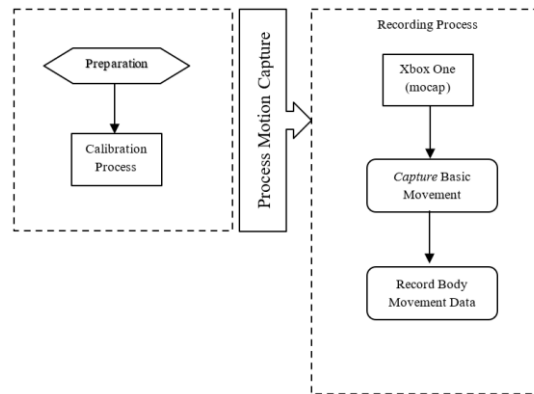 Preparation
Calibration
Process
Process Motion Capture
Recording Process
Xbox One
(mocap)
Capture Basic
Movement
Record Body
Movement Data